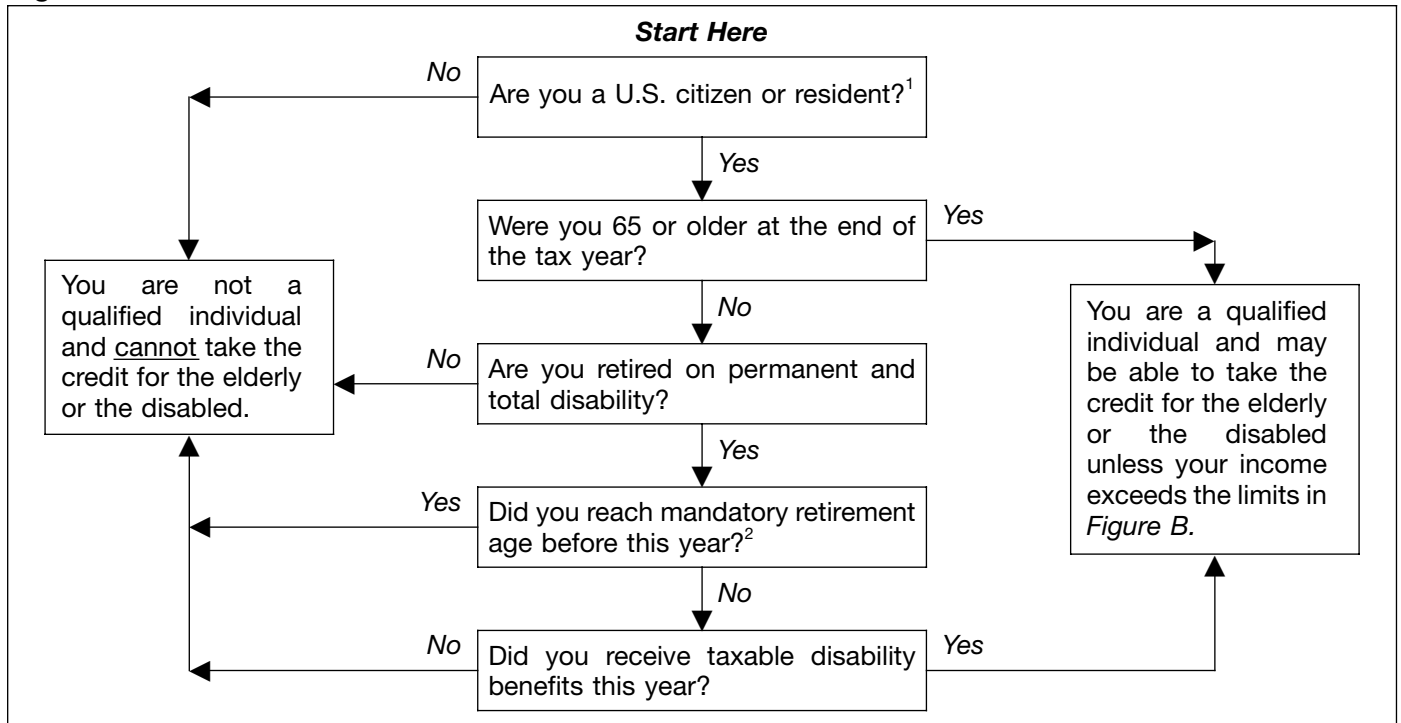 Start Here
No
Are you a U.S. citizen or resident?1
Yes
Were you 65 or older at the end of
the tax year?
Yes
No
You are not a
qualified individual
and cannot take the
credit for the elderly
or the disabled.
No
Are you retired on permanent and
total disability?
You are a qualified
individual and may
be able to take the
credit for the elderly
or the disabled
unless your income
exceeds the limits in
Figure B.
Yes
Yes
Did you reach mandatory retirement
age before this year?2
No
No
Did you receive taxable disability
benefits this year?
Yes